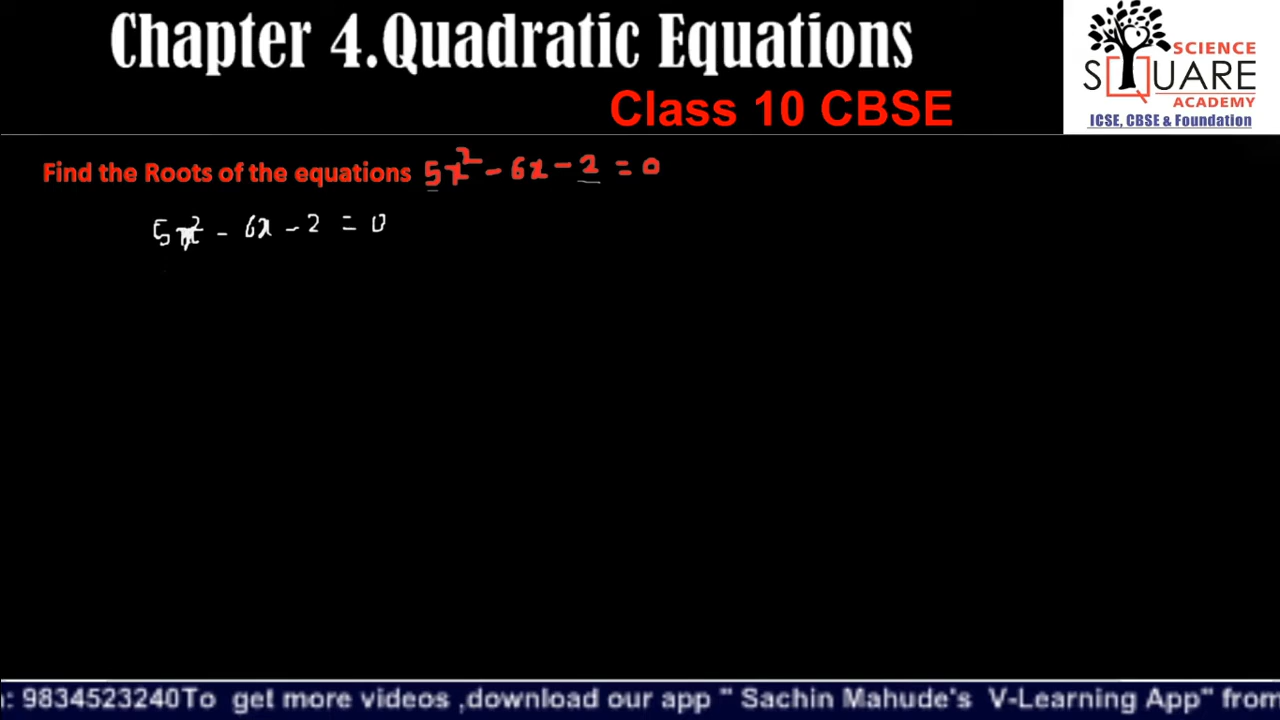 Chapter 4.Quadratic Equations
Class 10 CBSE
SCIENCE
SQUARE
ACADEMY
ICSE, CBSE & Foundation
Find the Roots of the equations 5x² - 6x - 2 = 0
5x² - 6x - 2 = 0
: 9834523240To get more videos ,download our app " Sachin Mahude's V-Learning App" from